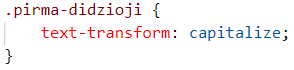 .pirma-didzioji {
    text-transform: capitalize;
}